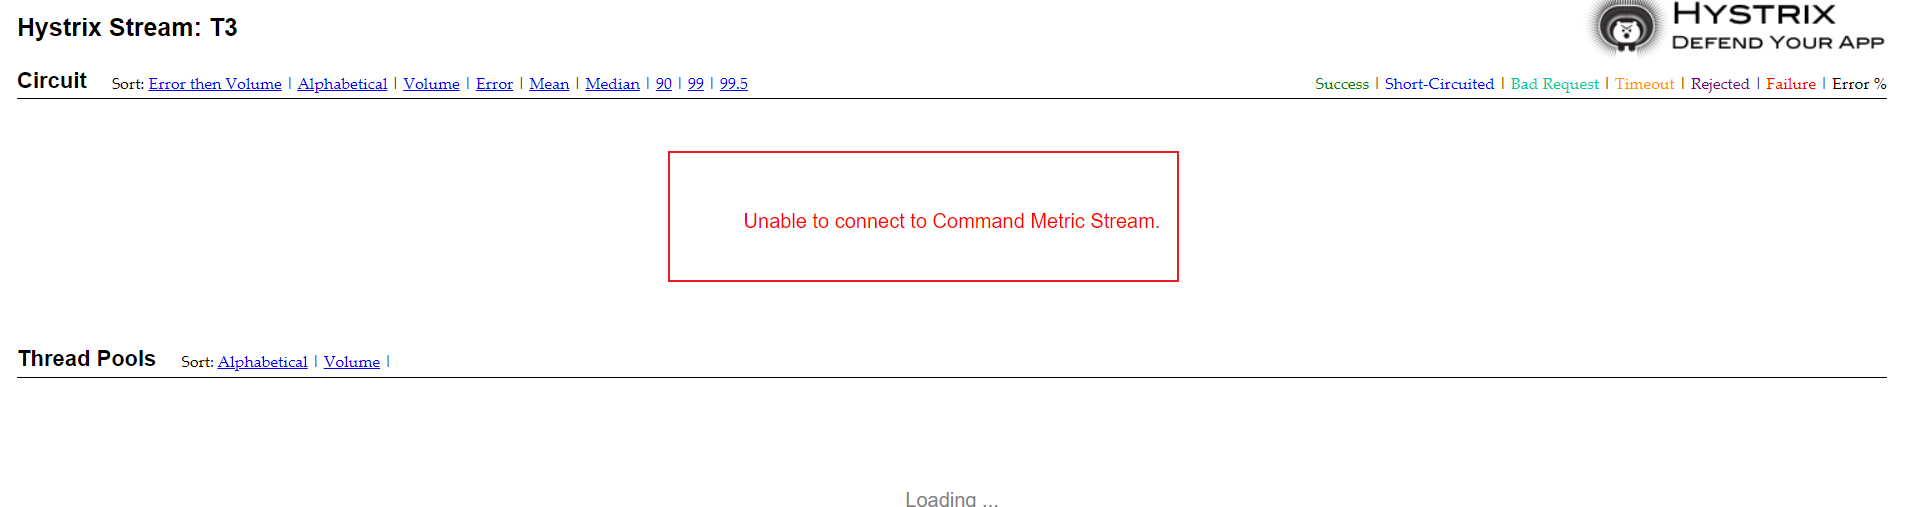 Hystrix Stream: T3
HYSTRIX
DEFEND YOUR APP
Circuit Sort: Error then Volume | Alphabetical | Volume | Error | Mean | Median | 90 | 99 | 99.5
Success | Short-Circuited | Bad Request | Timeout | Rejected | Failure | Error %
Unable to connect to Command Metric Stream.
Thread Pools Sort: Alphabetical | Volume |
Loading ...